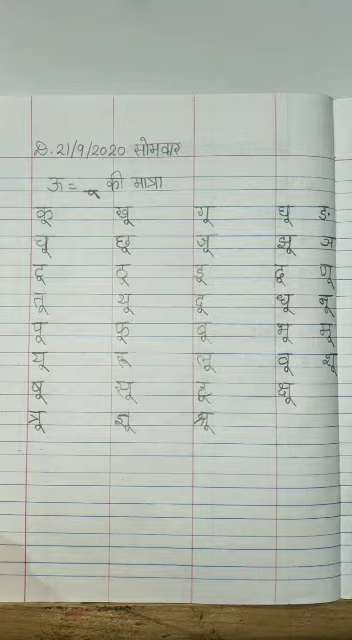 D. 21/9/2020 सोमवार
ऊ = ू की मात्रा
कू खू गू घू ङ.
चू छू जू झू ञ
टू ठू डू ढू णू
तू थू दू धू नू
पू फू बू भू मू
यू रू लू वू शू
षू सू हू क्षू
त्रू ज्ञू श्रू